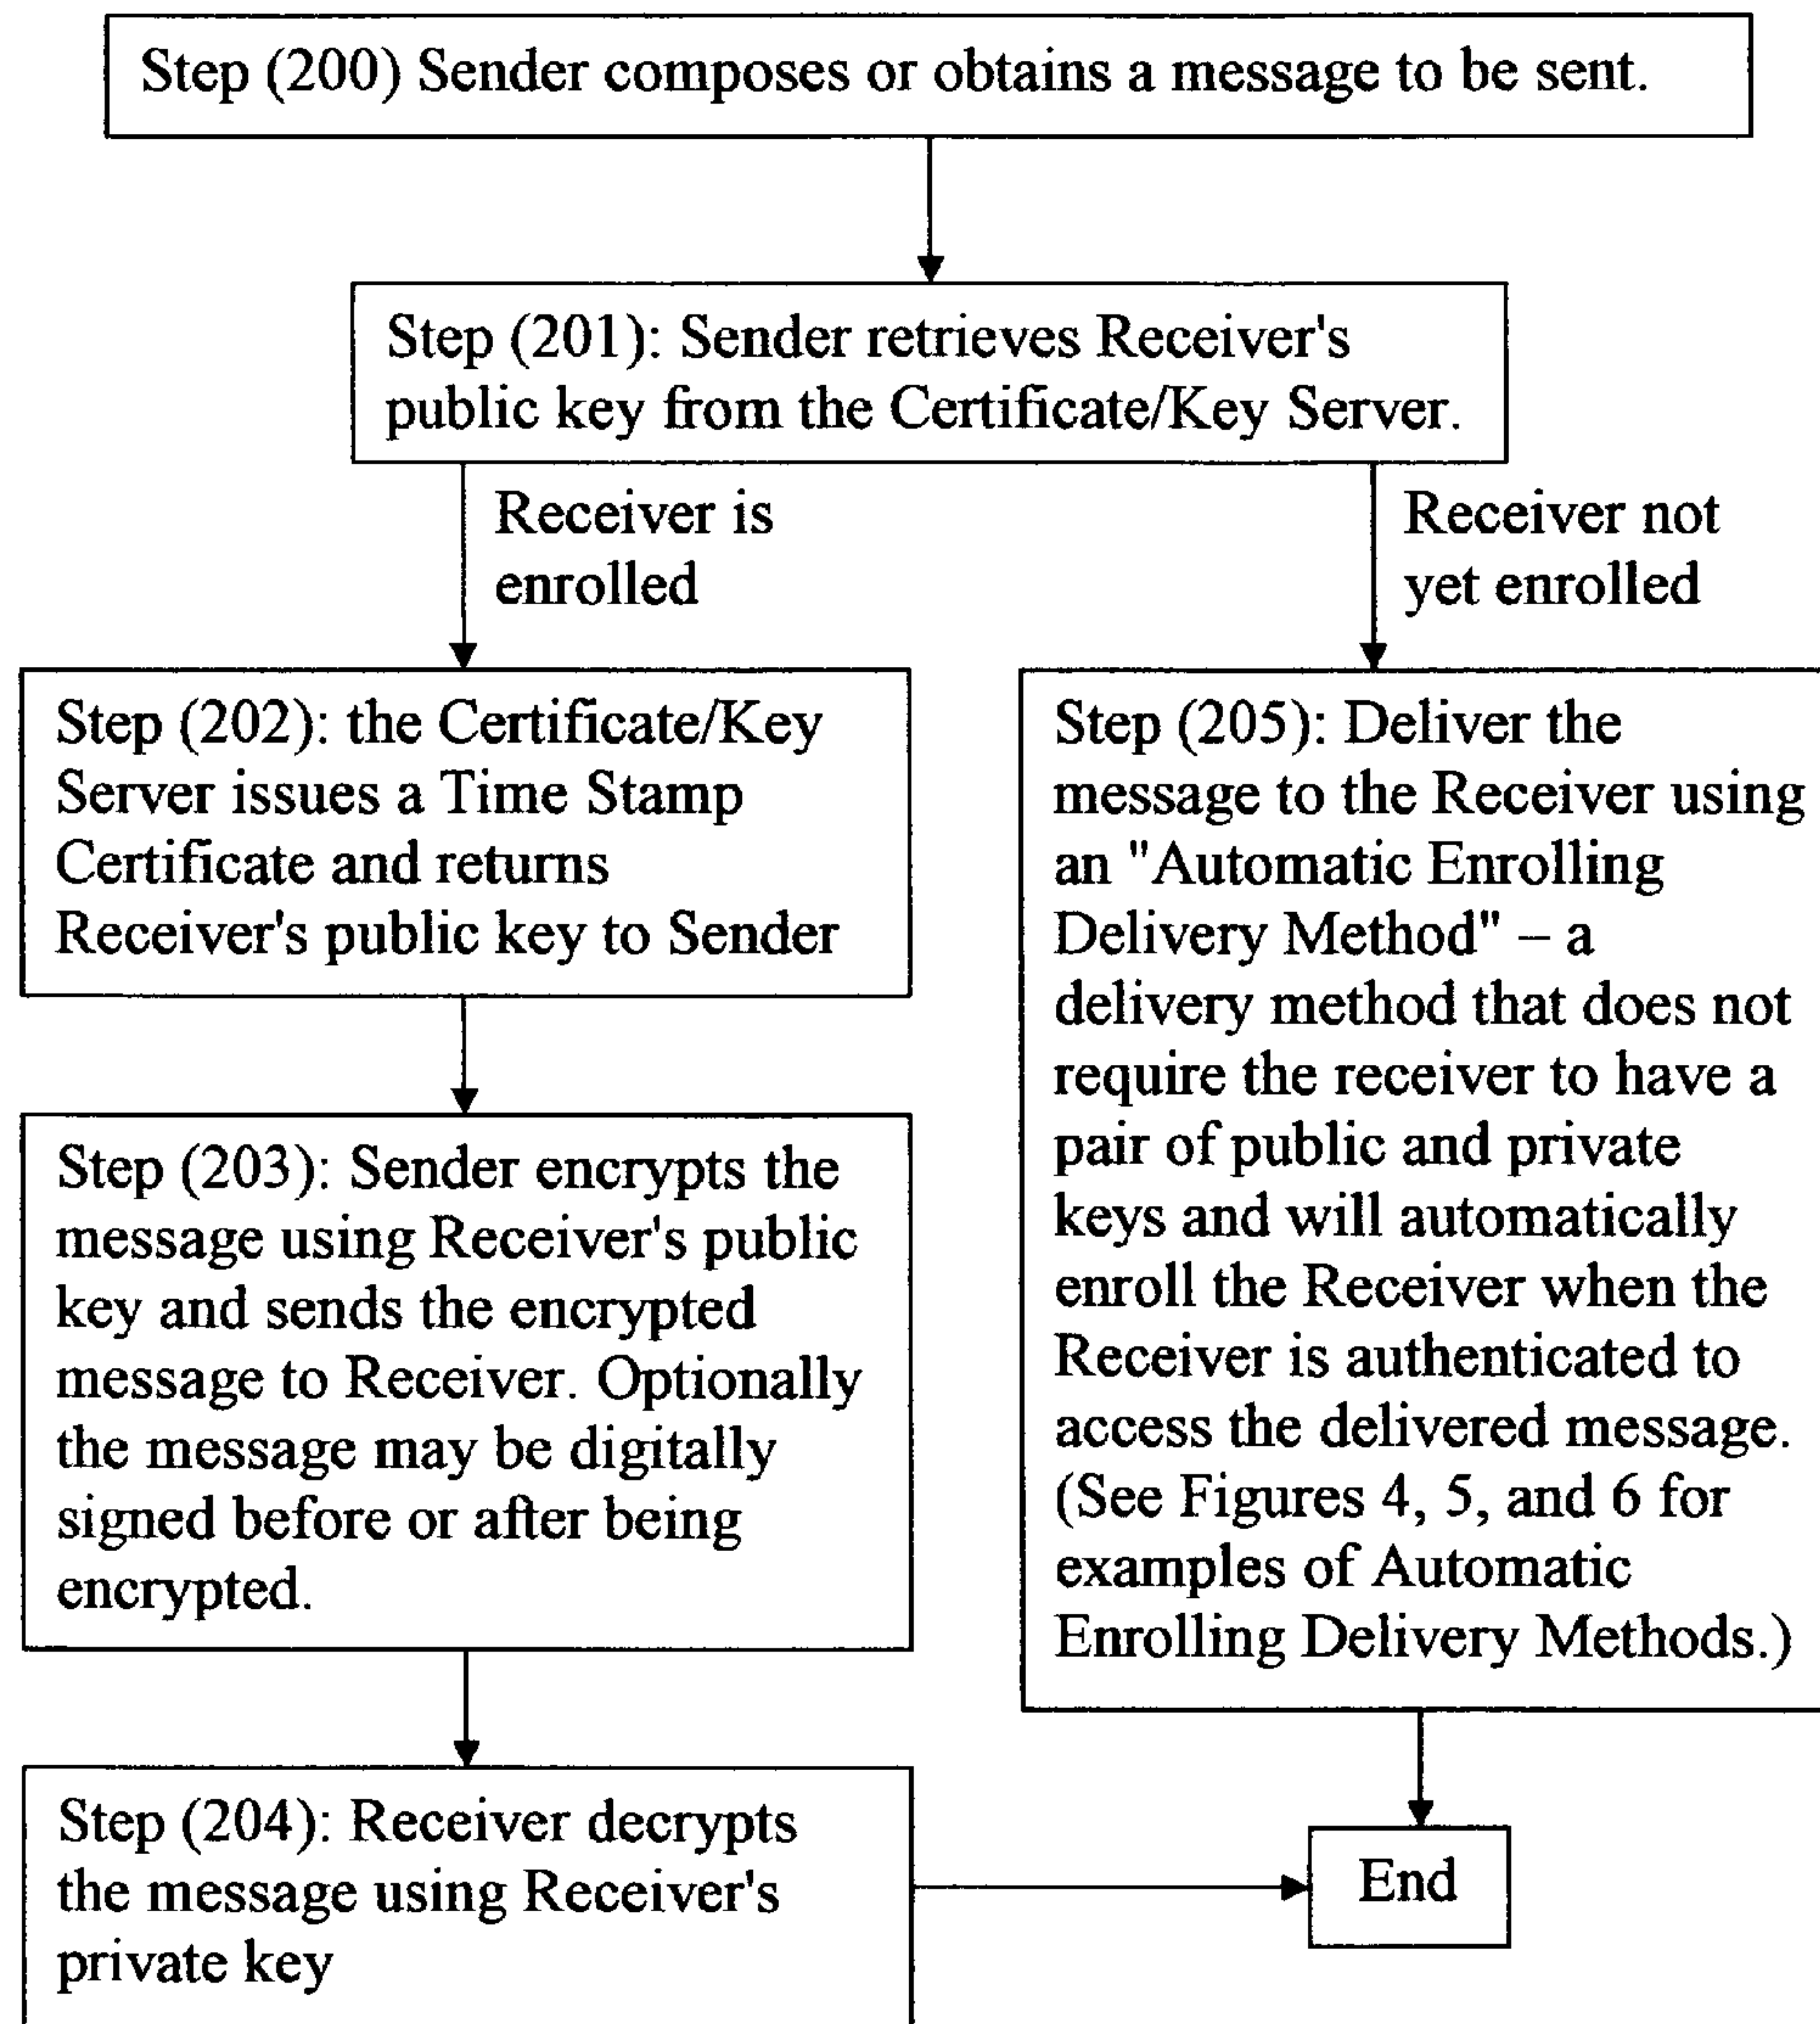 Step (200) Sender composes or obtains a message to be sent.
Step (201): Sender retrieves Receiver's
public key from the Certificate/Key Server.
Receiver is
enrolled
Receiver not
yet enrolled
Step (202): the Certificate/Key
Server issues a Time Stamp
Certificate and returns
Receiver's public key to Sender
Step (203): Sender encrypts the
message using Receiver's public
key and sends the encrypted
message to Receiver. Optionally
the message may be digitally
signed before or after being
encrypted.
Step (204): Receiver decrypts
the message using Receiver's
private key
Step (205): Deliver the
message to the Receiver using
an "Automatic Enrolling
Delivery Method" – a
delivery method that does not
require the receiver to have a
pair of public and private
keys and will automatically
enroll the Receiver when the
Receiver is authenticated to
access the delivered message.
(See Figures 4, 5, and 6 for
examples of Automatic
Enrolling Delivery Methods.)
End